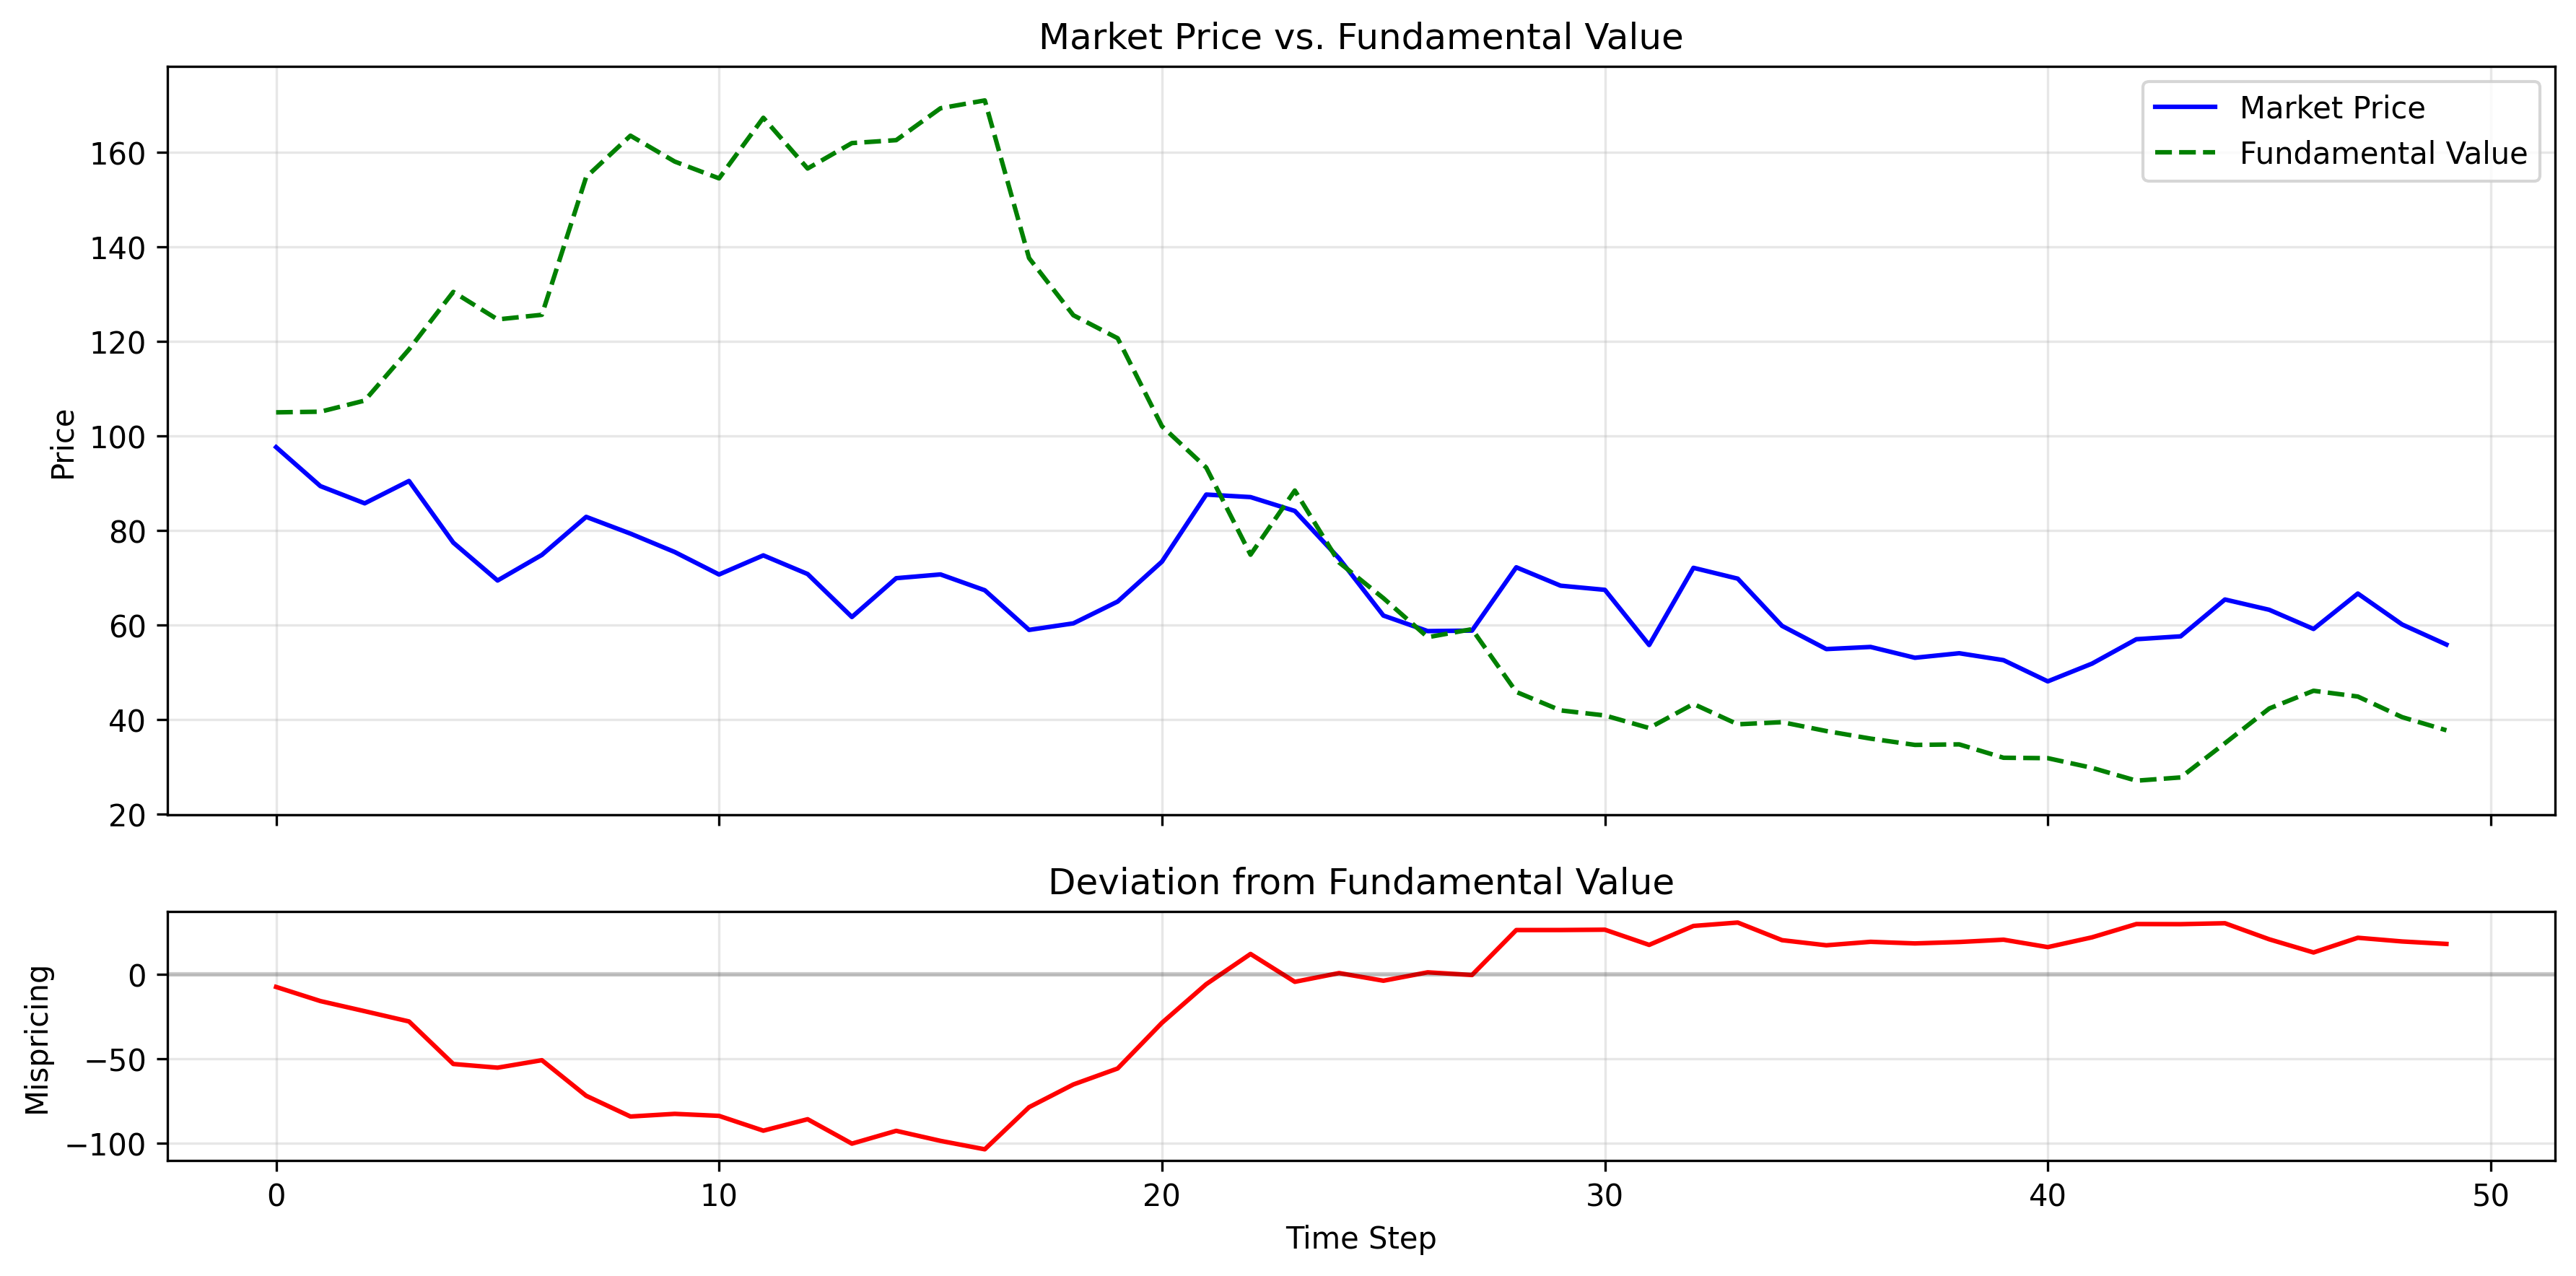 Market Price vs. Fundamental Value
Market Price
Fundamental Value
Price
160
140
120
100
80
60
40
20
Deviation from Fundamental Value
Mispricing
0
−50
−100
0 10 20 30 40 50
Time Step